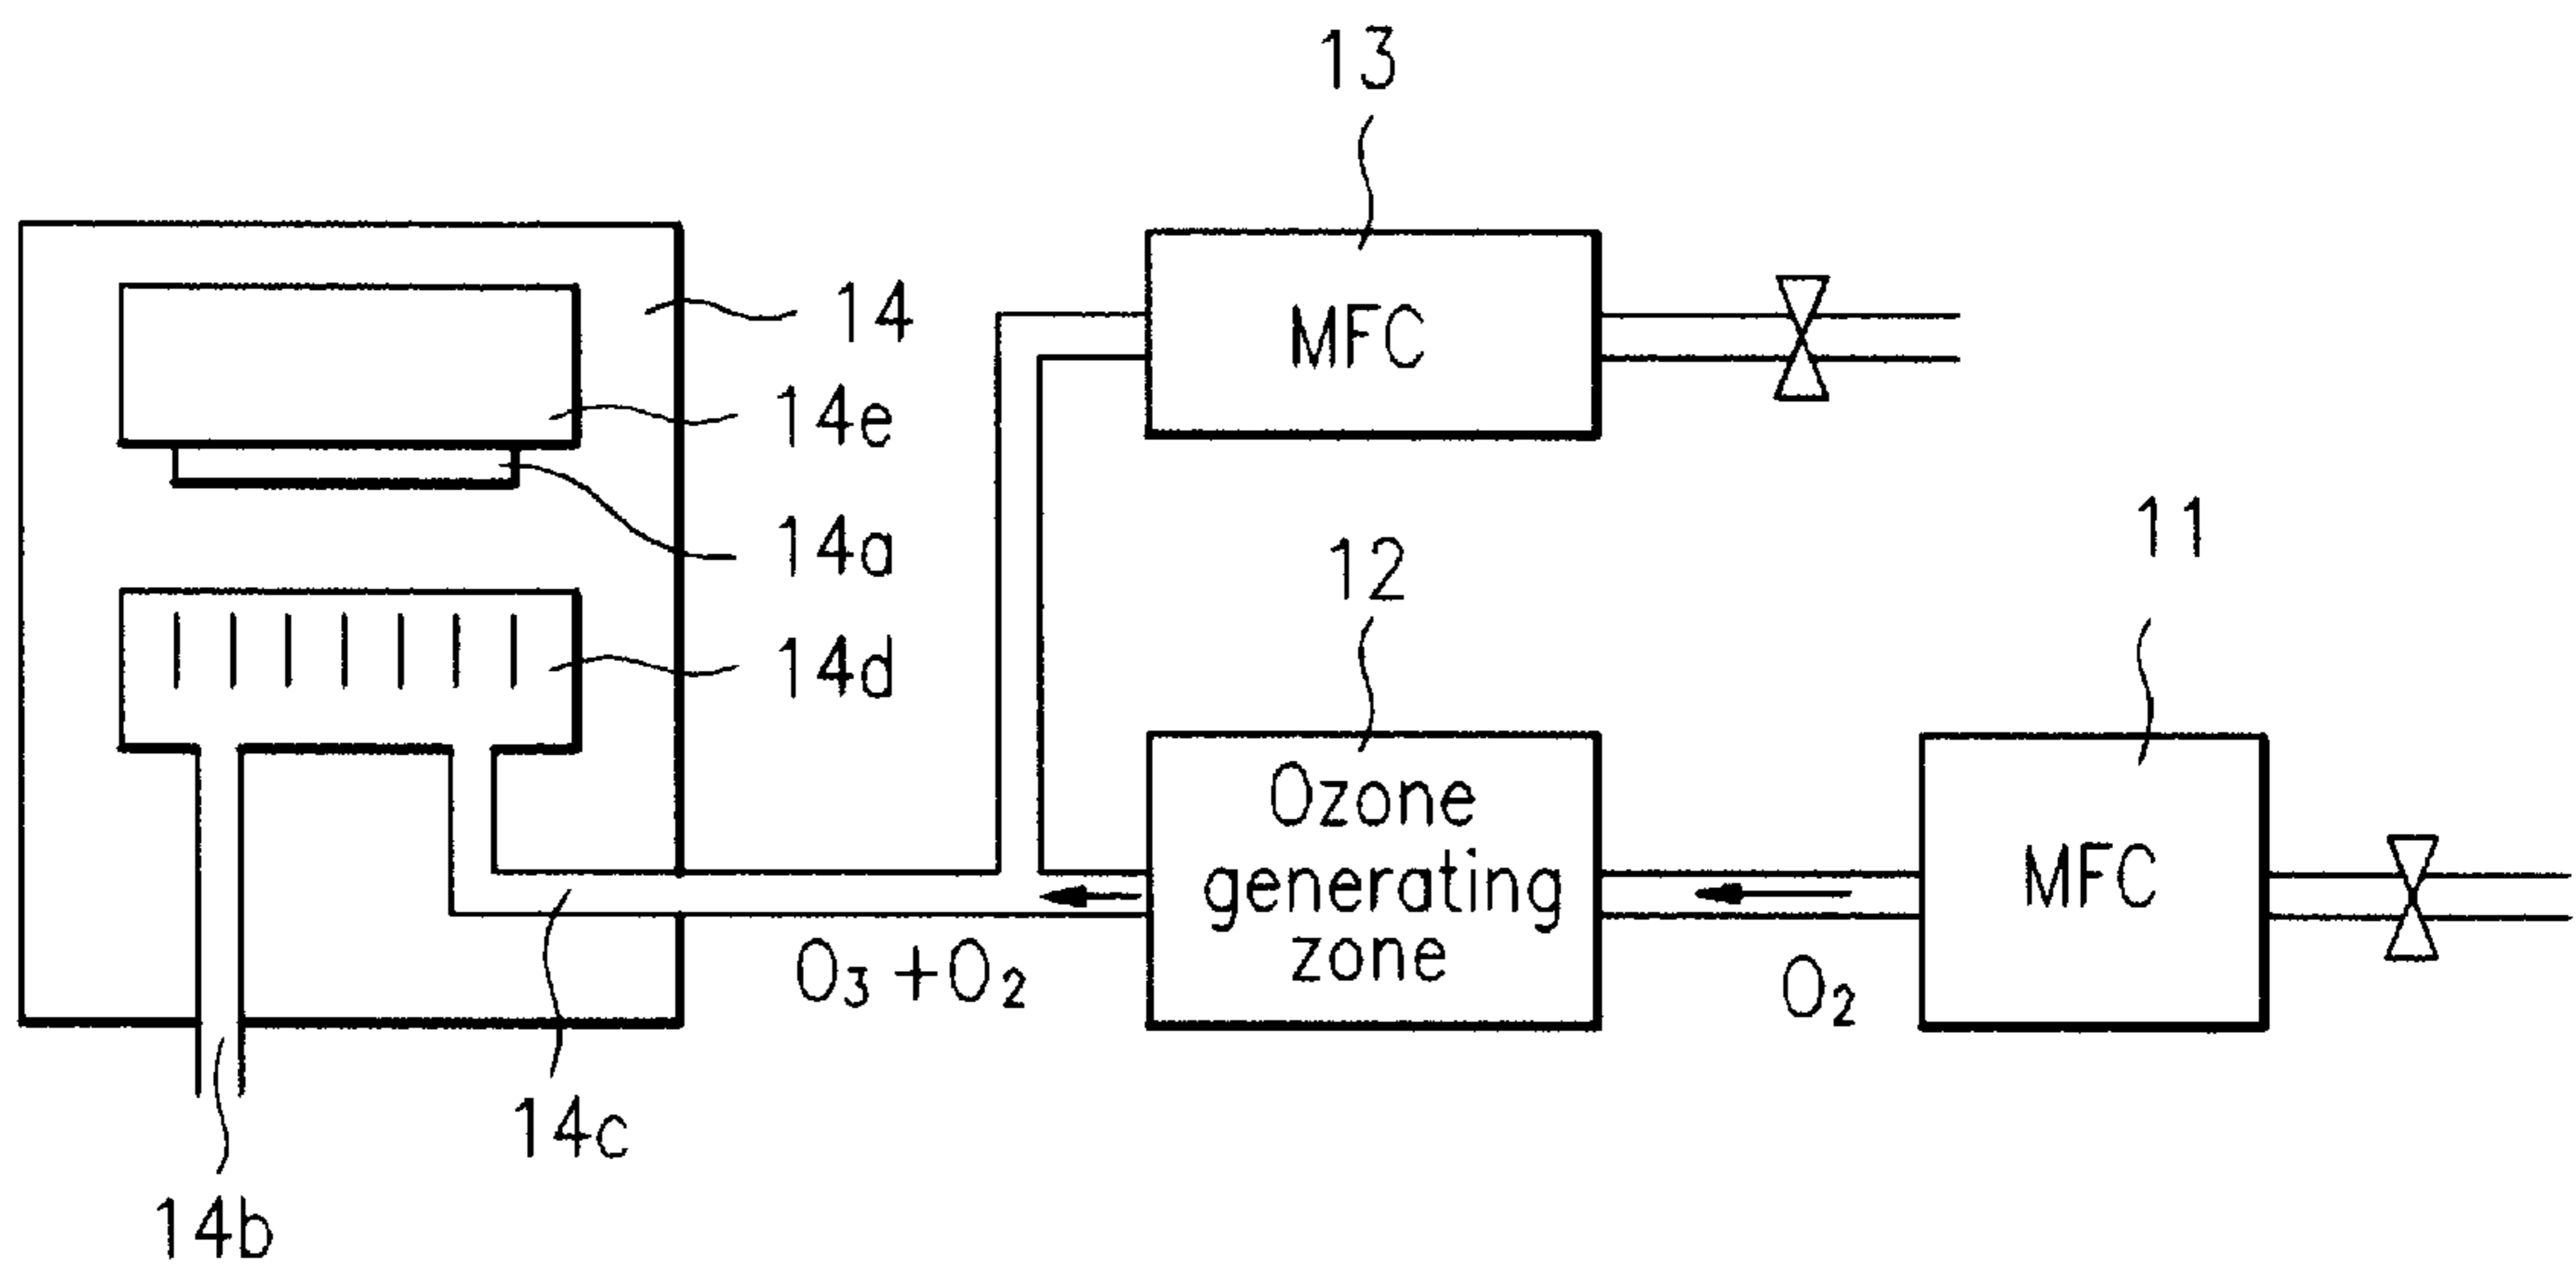 13
MFC
14
14e
14a
14d
12
11
Ozone
generating
zone
MFC
O₃+O₂
O₂
14c
14b